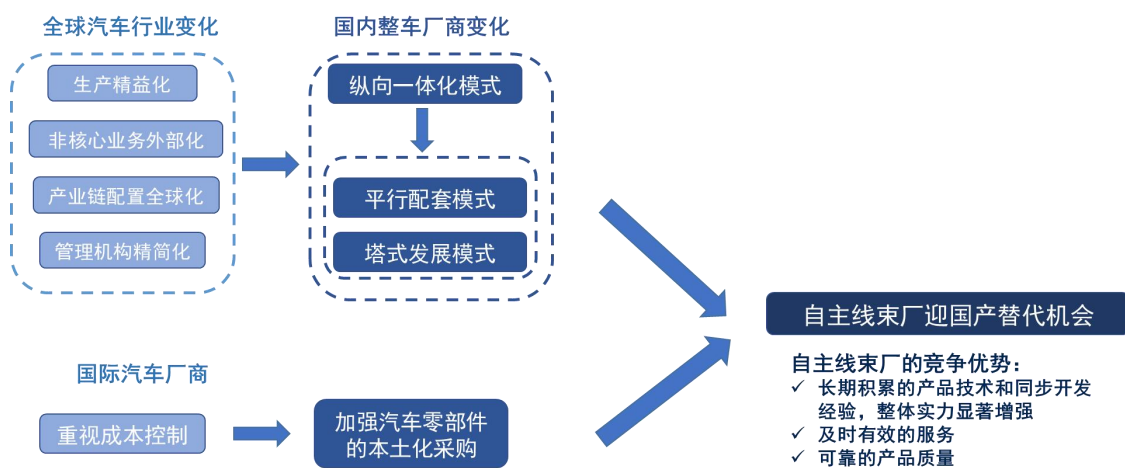 全球汽车行业变化
生产精益化
非核心业务外部化
产业链配置全球化
管理机构精简化
国内整车厂商变化
纵向一体化模式
平行配套模式
塔式发展模式
国际汽车厂商
重视成本控制
加强汽车零部件
的本土化采购
自主线束厂迎国产替代机会
自主线束厂的竞争优势：
✓ 长期积累的产品技术和同步开发
经验，整体实力显著增强
✓ 及时有效的服务
✓ 可靠的产品质量